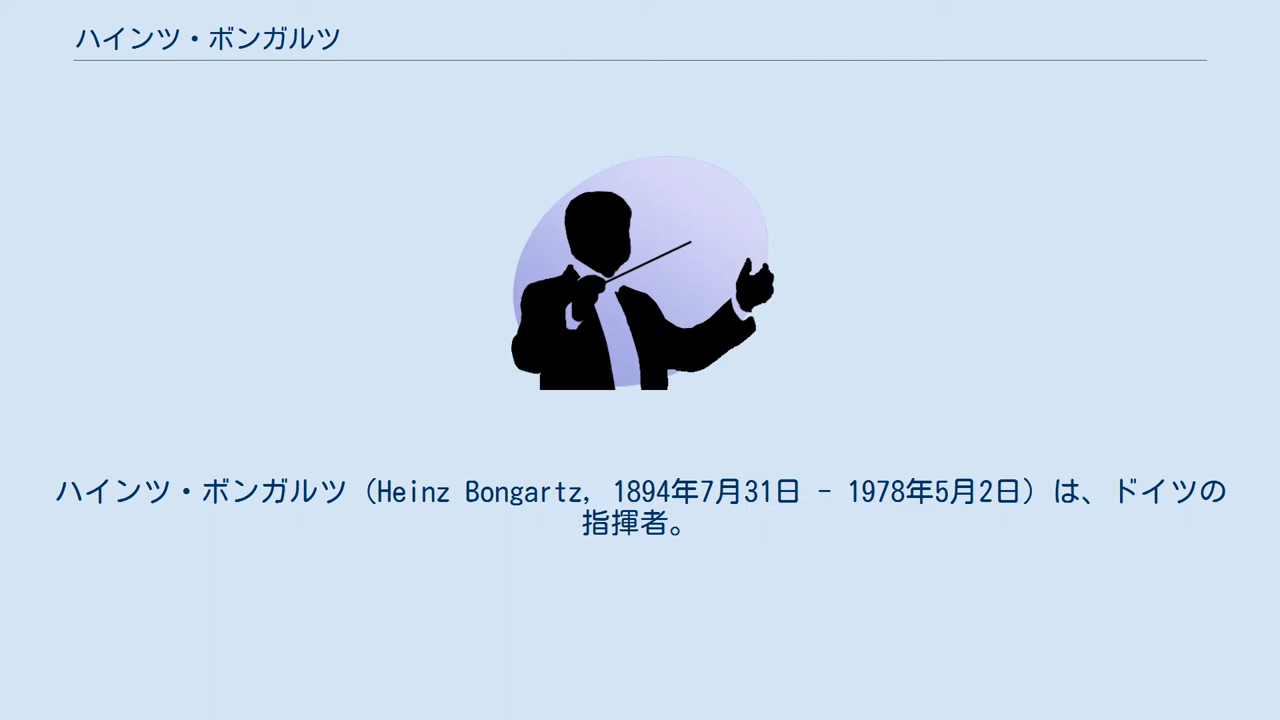 ハインツ・ボンガルツ
ハインツ・ボンガルツ（Heinz Bongartz, 1894年7月31日 - 1978年5月2日）は、ドイツの
指揮者。